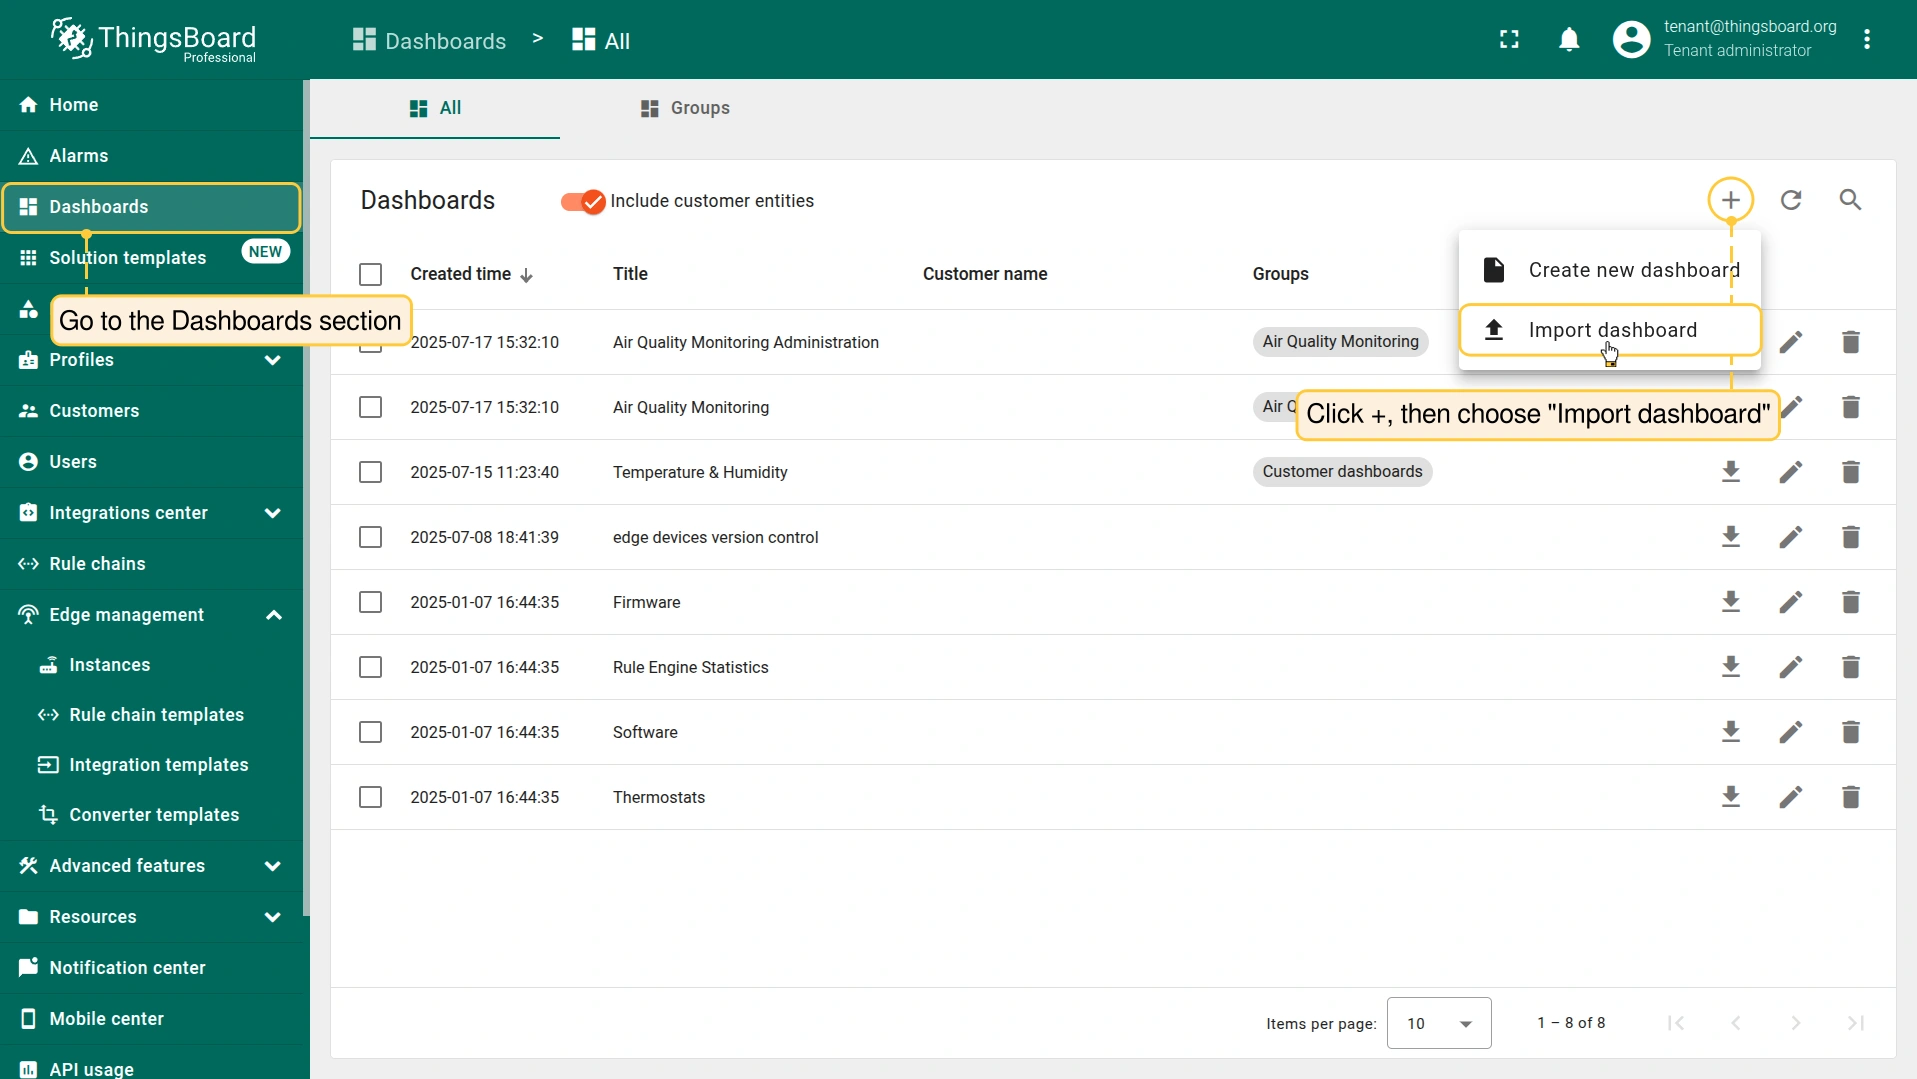 ThingsBoard
Professional
Dashboards > All
tenant@thingsboard.org
Tenant administrator
Home
Alarms
Dashboards
Solution templates NEW
Go to the Dashboards section
Profiles
Customers
Users
Integrations center
Rule chains
Edge management
Instances
Rule chain templates
Integration templates
Converter templates
Advanced features
Resources
Notification center
Mobile center
API usage
All Groups
Dashboards Include customer entities
Create new dashboard
Import dashboard
Click +, then choose "Import dashboard"
Created time Title Customer name Groups
2025-07-17 15:32:10 Air Quality Monitoring Administration Air Quality Monitoring
2025-07-17 15:32:10 Air Quality Monitoring Air
2025-07-15 11:23:40 Temperature & Humidity Customer dashboards
2025-07-08 18:41:39 edge devices version control
2025-01-07 16:44:35 Firmware
2025-01-07 16:44:35 Rule Engine Statistics
2025-01-07 16:44:35 Software
2025-01-07 16:44:35 Thermostats
Items per page: 10 1 – 8 of 8